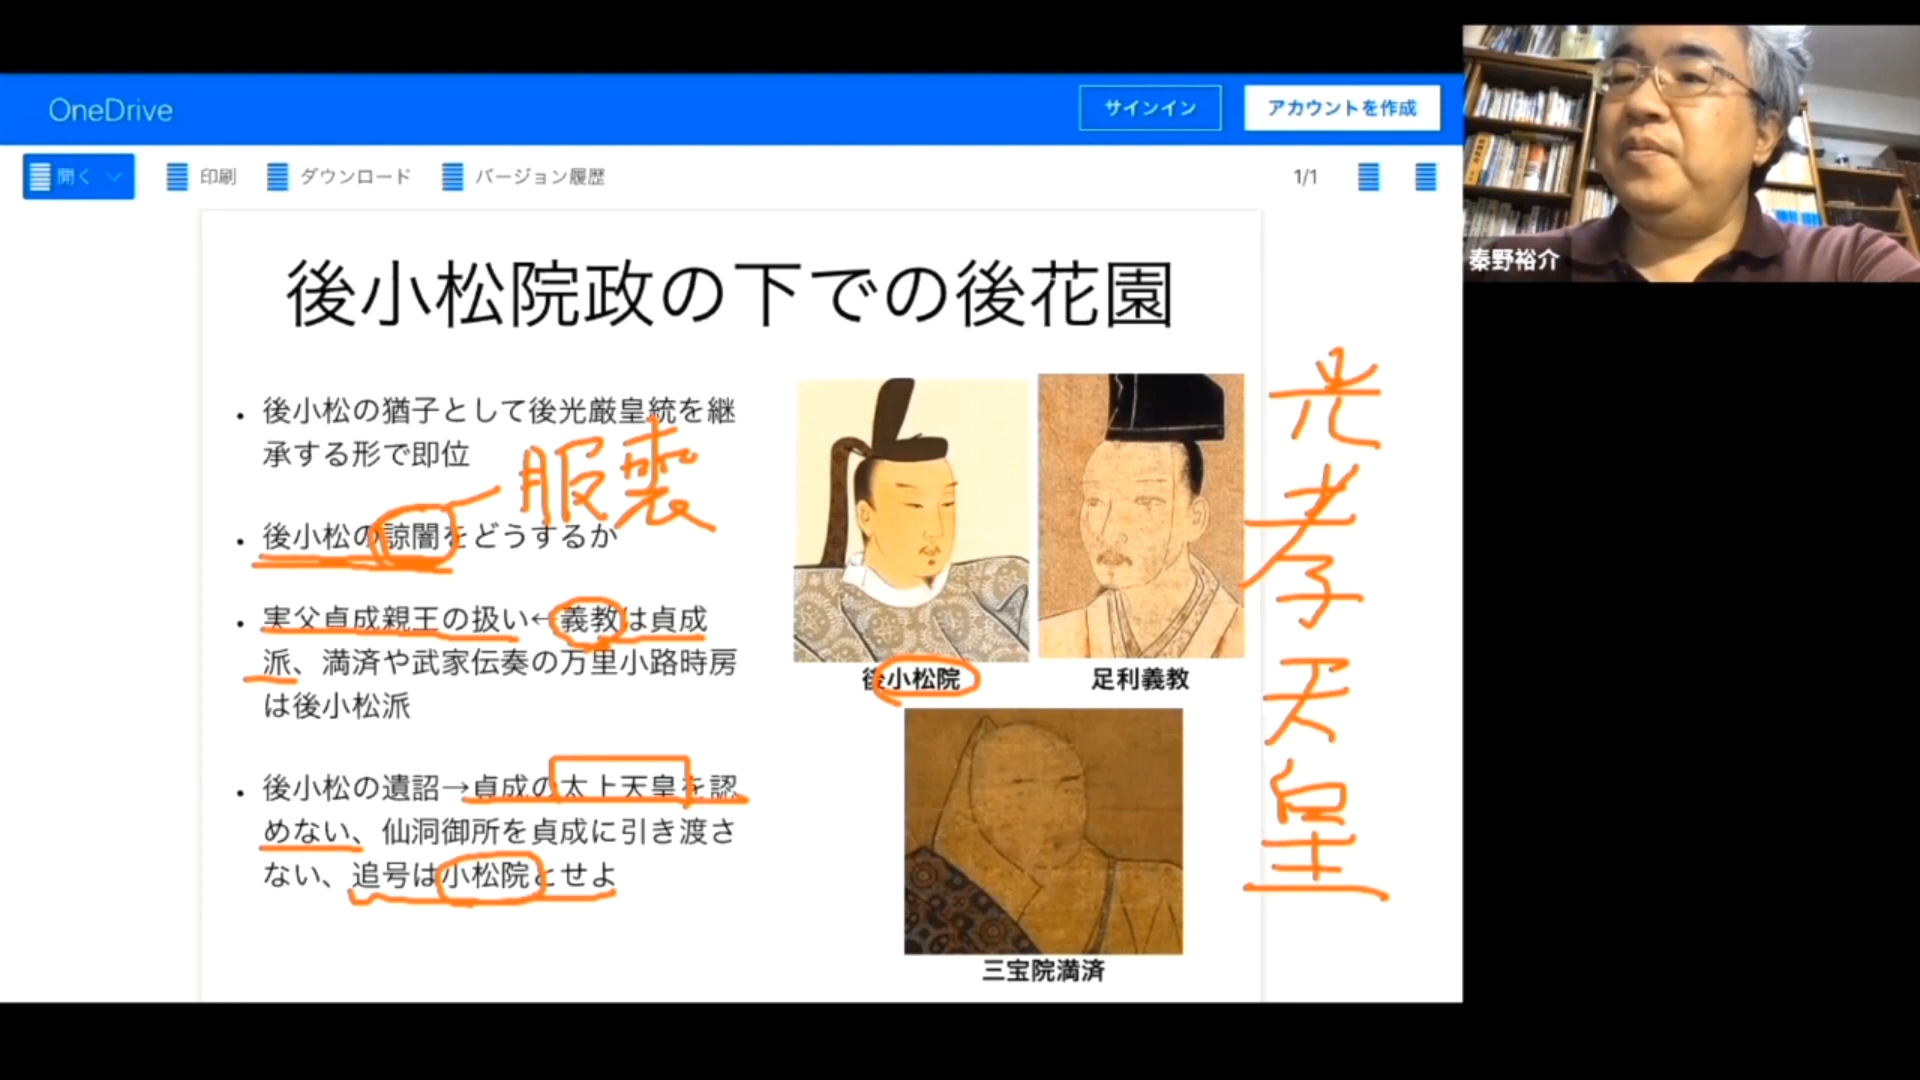 OneDrive
サインイン
アカウントを作成
開く
印刷
ダウンロード
バージョン履歴
1/1
秦野裕介
後小松院政の下での後花園
・後小松の猶子として後光厳皇統を継
承する形で即位
服喪
・後小松の諒闇をどうするか
・実父貞成親王の扱い←義教は貞成
派、満済や武家伝奏の万里小路時房
は後小松派
・後小松の遺詔→貞成の太上天皇を認
めない、仙洞御所を貞成に引き渡さ
ない、追号は小松院とせよ
後小松院
足利義教
三宝院満済
光孝天皇